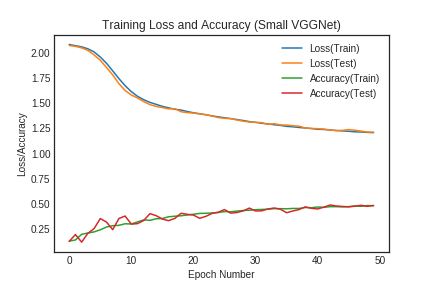 Training Loss and Accuracy (Small VGGNet)
Loss(Train)
Loss(Test)
Accuracy(Train)
Accuracy(Test)
Loss/Accuracy
2.00
1.75
1.50
1.25
1.00
0.75
0.50
0.25
0 10 20 30 40 50
Epoch Number